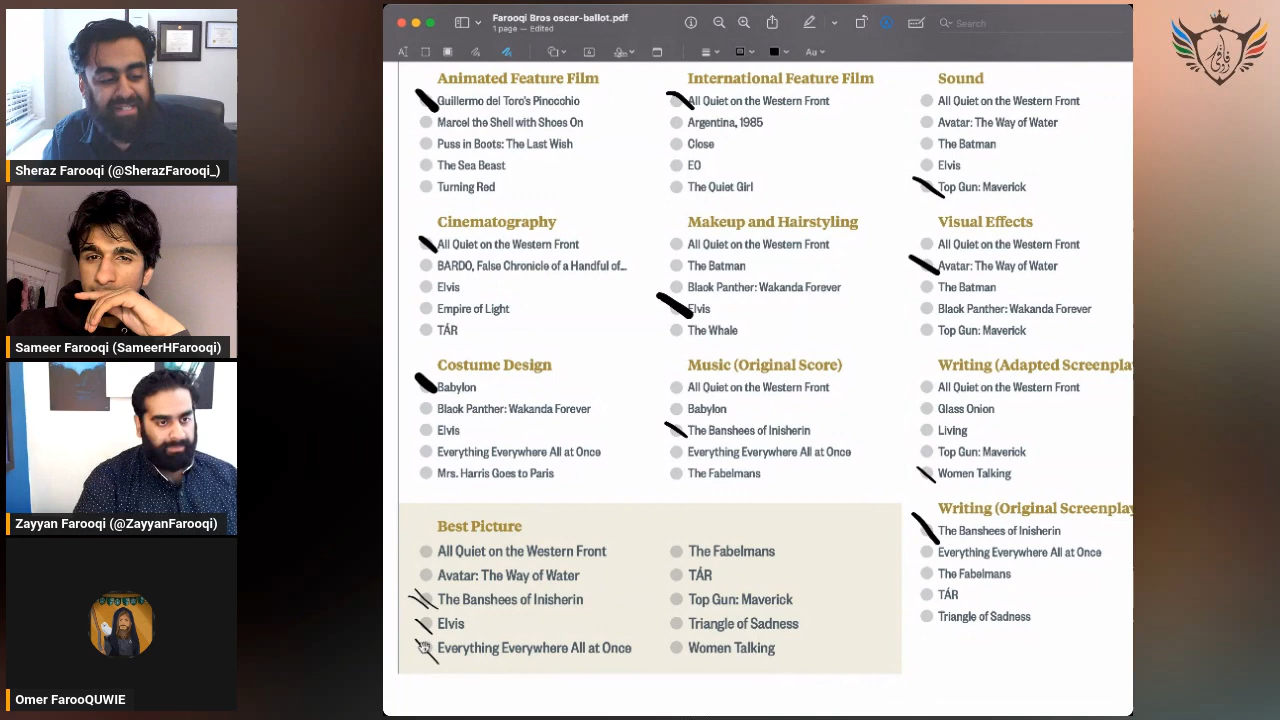 Sheraz Farooqi (@SherazFarooqi_)
Sameer Farooqi (SameerHFarooqi)
Zayyan Farooqi (@ZayyanFarooqi)
Omer FarooQUWIE
Farooqi Bros oscar-ballot.pdf
1 page — Edited
Search
Aa
Animated Feature Film
Guillermo del Toro's Pinocchio
Marcel the Shell with Shoes On
Puss in Boots: The Last Wish
The Sea Beast
Turning Red
Cinematography
All Quiet on the Western Front
BARDO, False Chronicle of a Handful of...
Elvis
Empire of Light
TÁR
Costume Design
Babylon
Black Panther: Wakanda Forever
Elvis
Everything Everywhere All at Once
Mrs. Harris Goes to Paris
International Feature Film
All Quiet on the Western Front
Argentina, 1985
Close
EO
The Quiet Girl
Makeup and Hairstyling
All Quiet on the Western Front
The Batman
Black Panther: Wakanda Forever
Elvis
The Whale
Music (Original Score)
All Quiet on the Western Front
Babylon
The Banshees of Inisherin
Everything Everywhere All at Once
The Fabelmans
Sound
All Quiet on the Western Front
Avatar: The Way of Water
The Batman
Elvis
Top Gun: Maverick
Visual Effects
All Quiet on the Western Front
Avatar: The Way of Water
The Batman
Black Panther: Wakanda Forever
Top Gun: Maverick
Writing (Adapted Screenplay
All Quiet on the Western Front
Glass Onion
Living
Top Gun: Maverick
Women Talking
Writing (Original Screenplay
The Banshees of Inisherin
Everything Everywhere All at Once
The Fabelmans
TÁR
Triangle of Sadness
Best Picture
All Quiet on the Western Front
Avatar: The Way of Water
The Banshees of Inisherin
Elvis
Everything Everywhere All at Once
The Fabelmans
TÁR
Top Gun: Maverick
Triangle of Sadness
Women Talking